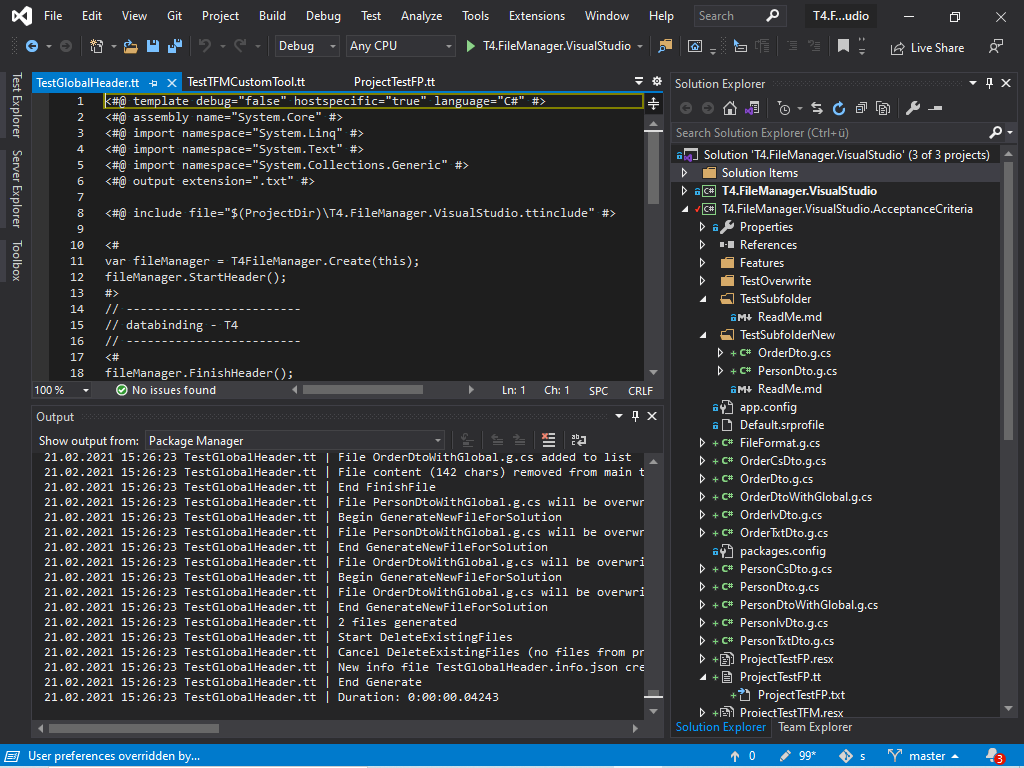 File Edit View Git Project Build Debug Test Analyze Tools Extensions Window Help Search T4.F...udio
Debug Any CPU T4.FileManager.VisualStudio Live Share
Test Explorer
Server Explorer
Toolbox
TestGlobalHeader.tt TestTFMCustomTool.tt ProjectTestFP.tt
1 <#@ template debug="false" hostspecific="true" language="C#" #>
2 <#@ assembly name="System.Core" #>
3 <#@ import namespace="System.Linq" #>
4 <#@ import namespace="System.Text" #>
5 <#@ import namespace="System.Collections.Generic" #>
6 <#@ output extension=".txt" #>
7
8 <#@ include file="$(ProjectDir)\T4.FileManager.VisualStudio.ttinclude" #>
9
10 <#
11 var fileManager = T4FileManager.Create(this);
12 fileManager.StartHeader();
13 #>
14 // -------------------------
15 // databinding - T4
16 // -------------------------
17 <#
18 fileManager.FinishHeader();
100 % No issues found Ln: 1 Ch: 1 SPC CRLF
Output
Show output from: Package Manager
21.02.2021 15:26:23 TestGlobalHeader.tt | File OrderDtoWithGlobal.g.cs added to list
21.02.2021 15:26:23 TestGlobalHeader.tt | File content (142 chars) removed from main t
21.02.2021 15:26:23 TestGlobalHeader.tt | End FinishFile
21.02.2021 15:26:23 TestGlobalHeader.tt | File PersonDtoWithGlobal.g.cs will be overwr
21.02.2021 15:26:23 TestGlobalHeader.tt | Begin GenerateNewFileForSolution
21.02.2021 15:26:23 TestGlobalHeader.tt | File PersonDtoWithGlobal.g.cs will be overwr
21.02.2021 15:26:23 TestGlobalHeader.tt | End GenerateNewFileForSolution
21.02.2021 15:26:23 TestGlobalHeader.tt | File OrderDtoWithGlobal.g.cs will be overwri
21.02.2021 15:26:23 TestGlobalHeader.tt | Begin GenerateNewFileForSolution
21.02.2021 15:26:23 TestGlobalHeader.tt | File OrderDtoWithGlobal.g.cs will be overwri
21.02.2021 15:26:23 TestGlobalHeader.tt | End GenerateNewFileForSolution
21.02.2021 15:26:23 TestGlobalHeader.tt | 2 files generated
21.02.2021 15:26:23 TestGlobalHeader.tt | Start DeleteExistingFiles
21.02.2021 15:26:23 TestGlobalHeader.tt | Cancel DeleteExistingFiles (no files from pr
21.02.2021 15:26:23 TestGlobalHeader.tt | New info file TestGlobalHeader.info.json cre
21.02.2021 15:26:23 TestGlobalHeader.tt | End Generate
21.02.2021 15:26:23 TestGlobalHeader.tt | Duration: 0:00:00.04243
Solution Explorer
Search Solution Explorer (Ctrl+ü)
Solution 'T4.FileManager.VisualStudio' (3 of 3 projects)
Solution Items
C# T4.FileManager.VisualStudio
C# T4.FileManager.VisualStudio.AcceptanceCriteria
Properties
References
Features
TestOverwrite
TestSubfolder
M↓ ReadMe.md
TestSubfolderNew
+ C# OrderDto.g.cs
+ C# PersonDto.g.cs
M↓ ReadMe.md
app.config
Default.srprofile
+ C# FileFormat.g.cs
+ C# OrderCsDto.g.cs
+ C# OrderDto.g.cs
+ C# OrderDtoWithGlobal.g.cs
+ C# OrderIvDto.g.cs
+ C# OrderTxtDto.g.cs
packages.config
+ C# PersonCsDto.g.cs
+ C# PersonDto.g.cs
+ C# PersonDtoWithGlobal.g.cs
+ C# PersonIvDto.g.cs
+ C# PersonTxtDto.g.cs
+ ProjectTestFP.resx
+ ProjectTestFP.tt
+ ProjectTestFP.txt
+ ProjectTestTFM.resx
Solution Explorer Team Explorer
User preferences overridden by... 0 99* s master 3